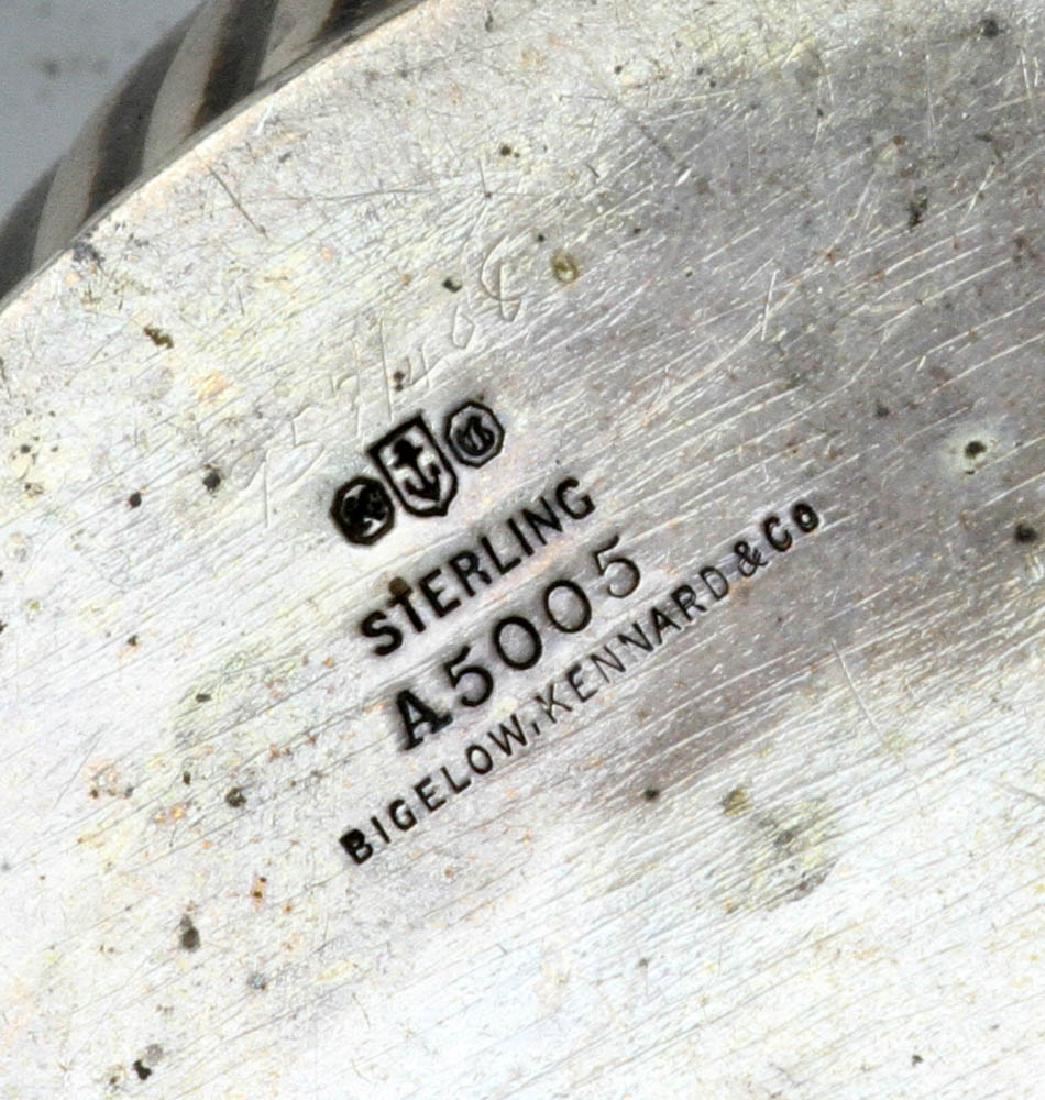 STERLING
A5005
BIGELOW, KENNARD & Co